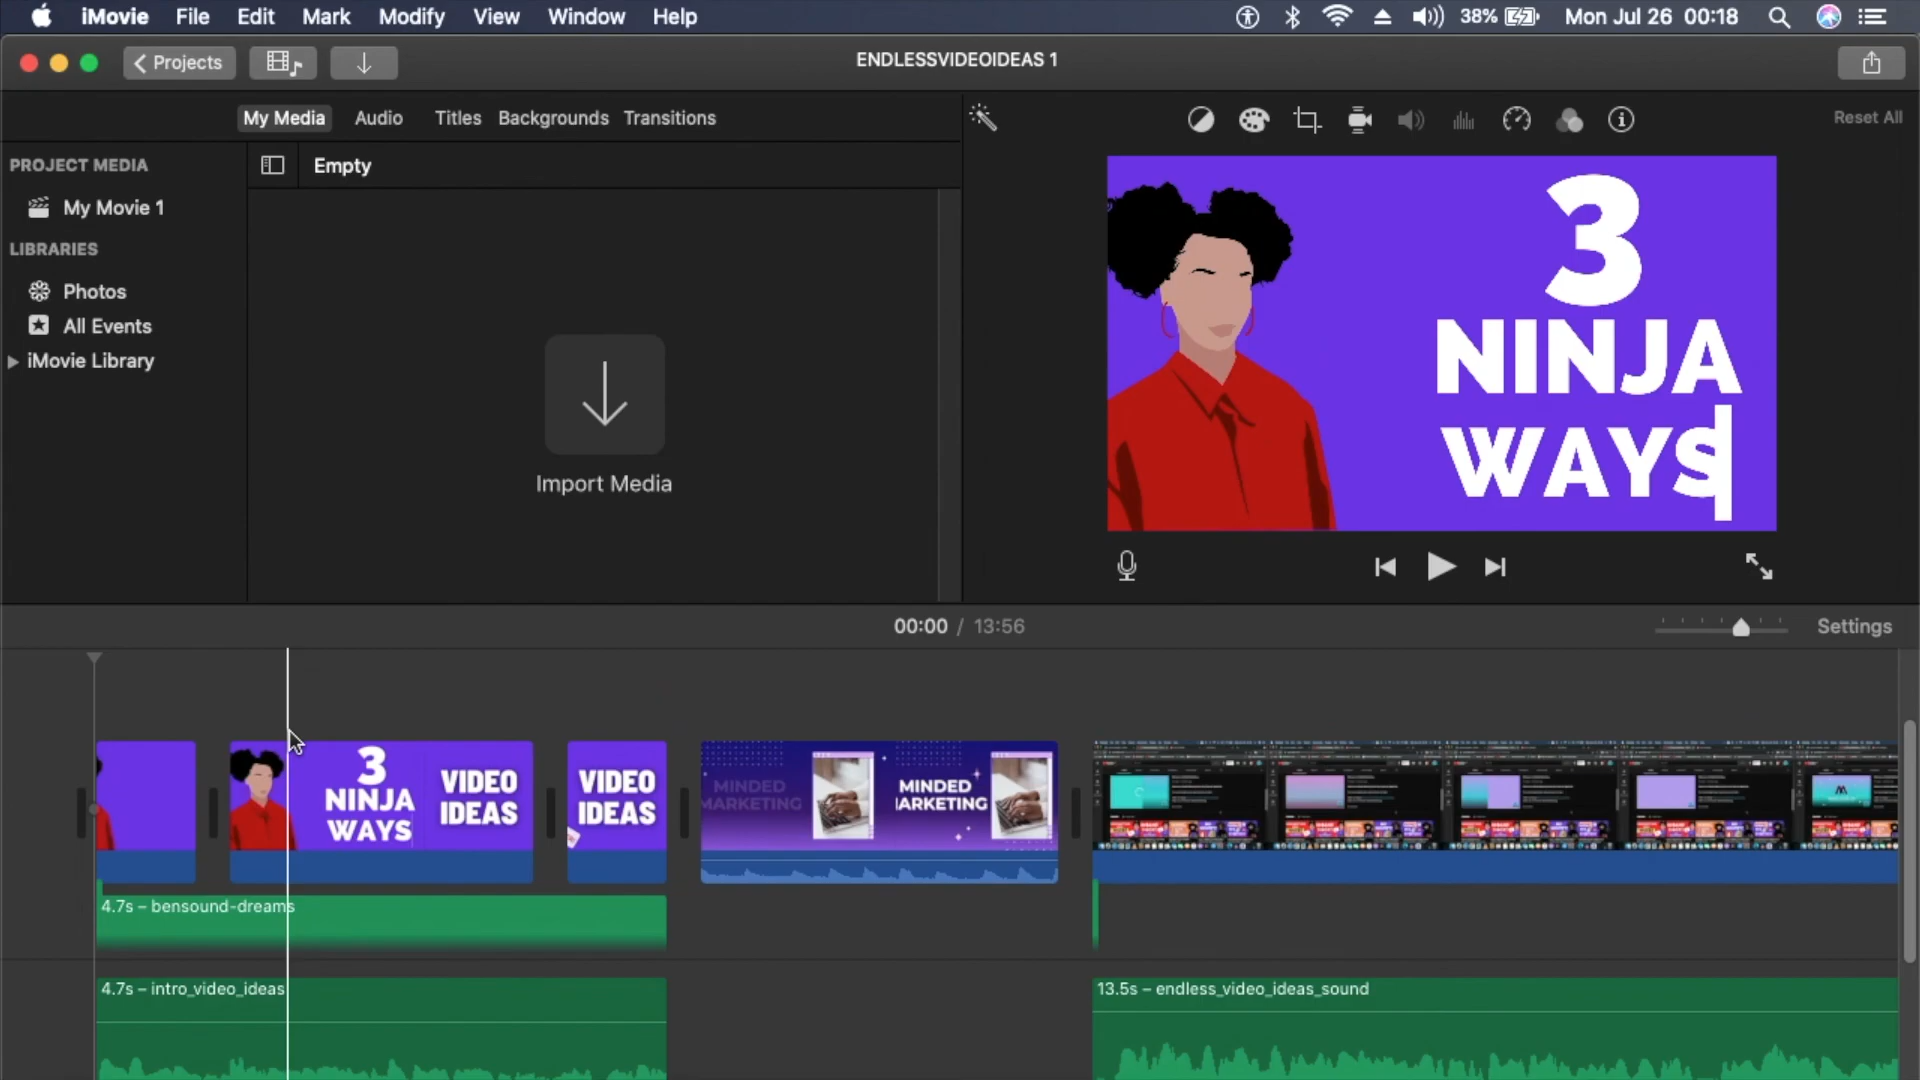 iMovie File Edit Mark Modify View Window Help 38% Mon Jul 26 00:18
Projects
ENDLESSVIDEOIDEAS 1
My Media Audio Titles Backgrounds Transitions
Reset All
PROJECT MEDIA
My Movie 1
LIBRARIES
Photos
All Events
iMovie Library
Empty
Import Media
3
NINJA
WAYS
00:00 / 13:56
Settings
3
NINJA
WAYS
VIDEO
IDEAS
VIDEO
IDEAS
MINDED
MARKETING
MINDED
4.7s – bensound-dreams
4.7s – intro_video_ideas
13.5s – endless_video_ideas_sound